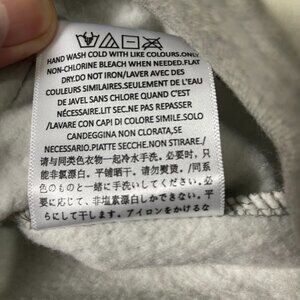 HAND WASH COLD WITH LIKE COLOURS.ONLY
NON-CHLORINE BLEACH WHEN NEEDED.FLAT
DRY.DO NOT IRON/LAVER AVEC DES
COULEURS SIMILAIRES.SEULEMENT DE L'EAU
DE JAVEL SANS CHLORE EST NECESSAIRE.
LIT SEC.NE PAS REPASSER
/LAVARE CON CAPI DI COLORE SIMILE.SOLO
CANDEGGINA NON CLORATA,SE
NECESSARIO.PIATTE SECCHE.NON STIRARE./
请与同类色衣物一起冷水手洗。必要时,只
能非氯漂白。平铺晒干。请勿熨烫。/同系
色のものと一緒に手洗いしてください。必
要に応じて、非塩素漂白しかできない。平
らにして干します。アイロンをかけるな